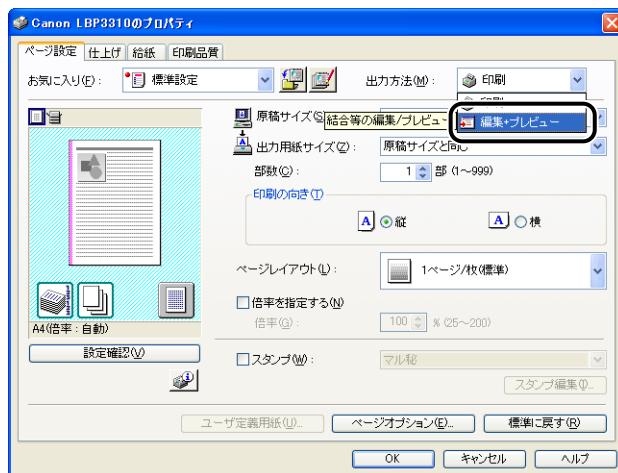 Canon LBP3310のプロパティ
ページ設定 仕上げ 給紙 印刷品質
お気に入り(F): 標準設定 出力方法(M): 印刷
原稿サイズ(S 結合等の編集/プレビュー 編集+プレビュー
出力用紙サイズ(Z): 原稿サイズと同じ
部数(C): 1 部 (1～999)
印刷の向き(T)
A 縦 A 横
ページレイアウト(L): 1ページ/枚(標準)
倍率を指定する(N)
倍率(G): 100 % (25～200)
A4(倍率:自動)
設定確認(V)
スタンプ(W): マル秘
スタンプ編集(I)...
ユーザ定義用紙(U)... ページオプション(E)... 標準に戻す(R)
OK キャンセル ヘルプ